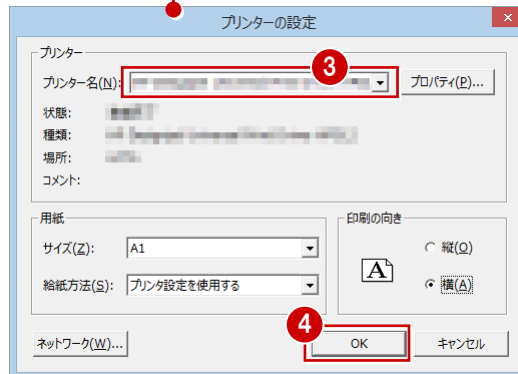 プリンターの設定
プリンター
3
プリンター名(N):
プロパティ(P)...
状態:
種類:
場所:
コメント:
用紙
サイズ(Z): A1
給紙方法(S): プリンタ設定を使用する
印刷の向き
A
縦(O)
横(A)
4
ネットワーク(W)...
OK
キャンセル